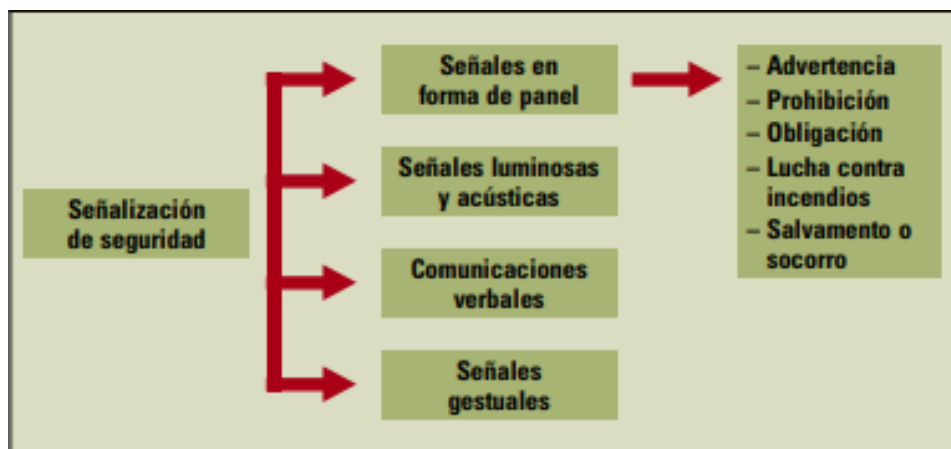 Señalización
de seguridad
Señales en
forma de panel
Señales luminosas
y acústicas
Comunicaciones
verbales
Señales
gestuales
– Advertencia
– Prohibición
– Obligación
– Lucha contra
incendios
– Salvamento o
socorro